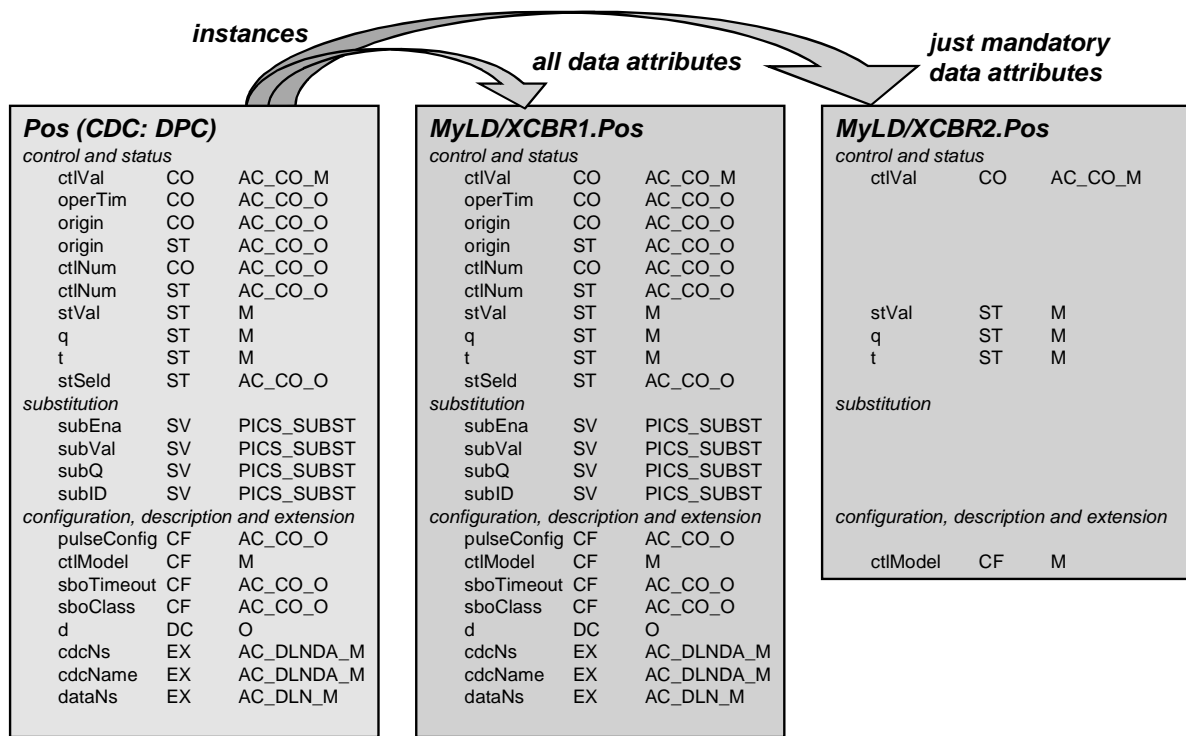 instances
all data attributes
just mandatory
data attributes
Pos (CDC: DPC)
control and status
ctlVal CO AC_CO_M
operTim CO AC_CO_O
origin CO AC_CO_O
origin ST AC_CO_O
ctlNum CO AC_CO_O
ctlNum ST AC_CO_O
stVal ST M
q ST M
t ST M
stSeld ST AC_CO_O
substitution
subEna SV PICS_SUBST
subVal SV PICS_SUBST
subQ SV PICS_SUBST
subID SV PICS_SUBST
configuration, description and extension
pulseConfig CF AC_CO_O
ctlModel CF M
sboTimeout CF AC_CO_O
sboClass CF AC_CO_O
d DC O
cdcNs EX AC_DLNDA_M
cdcName EX AC_DLNDA_M
dataNs EX AC_DLN_M
MyLD/XCBR1.Pos
control and status
ctlVal CO AC_CO_M
operTim CO AC_CO_O
origin CO AC_CO_O
origin ST AC_CO_O
ctlNum CO AC_CO_O
ctlNum ST AC_CO_O
stVal ST M
q ST M
t ST M
stSeld ST AC_CO_O
substitution
subEna SV PICS_SUBST
subVal SV PICS_SUBST
subQ SV PICS_SUBST
subID SV PICS_SUBST
configuration, description and extension
pulseConfig CF AC_CO_O
ctlModel CF M
sboTimeout CF AC_CO_O
sboClass CF AC_CO_O
d DC O
cdcNs EX AC_DLNDA_M
cdcName EX AC_DLNDA_M
dataNs EX AC_DLN_M
MyLD/XCBR2.Pos
control and status
ctlVal CO AC_CO_M
stVal ST M
q ST M
t ST M
substitution
configuration, description and extension
ctlModel CF M